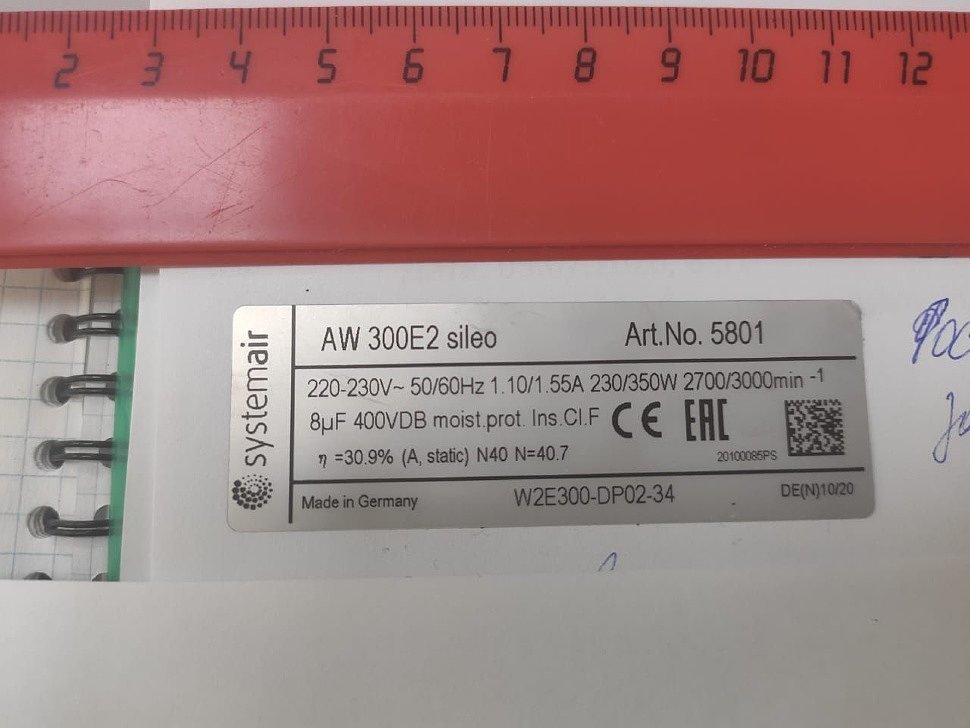 2 3 4 5 6 7 8 9 10 11 12
systemair
AW 300E2 sileo Art.No. 5801
220-230V~ 50/60Hz 1.10/1.55A 230/350W 2700/3000min -1
8µF 400VDB moist.prot. Ins.Cl.F CE EAC
η =30.9% (A, static) N40 N=40.7 20100085PS
Made in Germany W2E300-DP02-34 DE(N)10/20